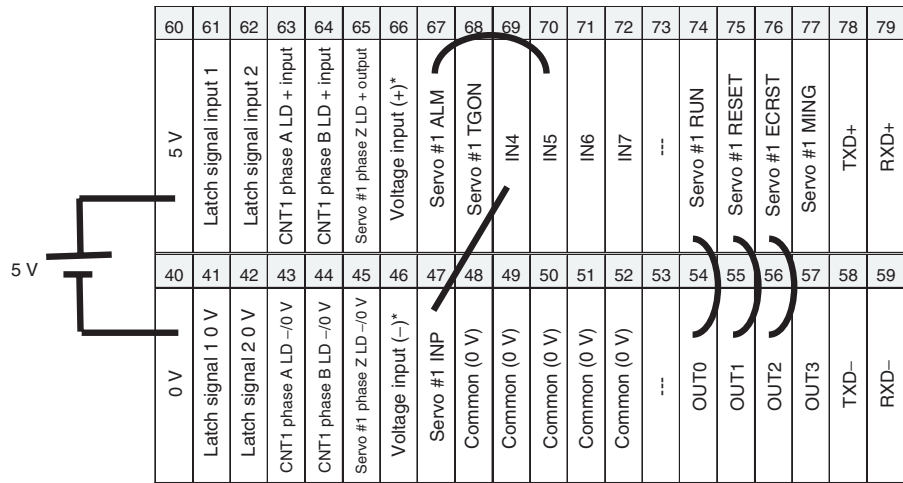 60 61 62 63 64 65 66 67 68 69 70 71 72 73 74 75 76 77 78 79
5 V
Latch signal input 1
Latch signal input 2
CNT1 phase A LD + input
CNT1 phase B LD + input
Servo #1 phase Z LD + output
Voltage input (+)*
Servo #1 ALM
Servo #1 TGON
IN4
IN5
IN6
IN7
---
Servo #1 RUN
Servo #1 RESET
Servo #1 ECRST
Servo #1 MING
TXD+
RXD+
5 V
40 41 42 43 44 45 46 47 48 49 50 51 52 53 54 55 56 57 58 59
0 V
Latch signal 1 0 V
Latch signal 2 0 V
CNT1 phase A LD –/0 V
CNT1 phase B LD –/0 V
Servo #1 phase Z LD –/0 V
Voltage input (–)*
Servo #1 INP
Common (0 V)
Common (0 V)
Common (0 V)
Common (0 V)
Common (0 V)
---
OUT0
OUT1
OUT2
OUT3
TXD–
RXD–